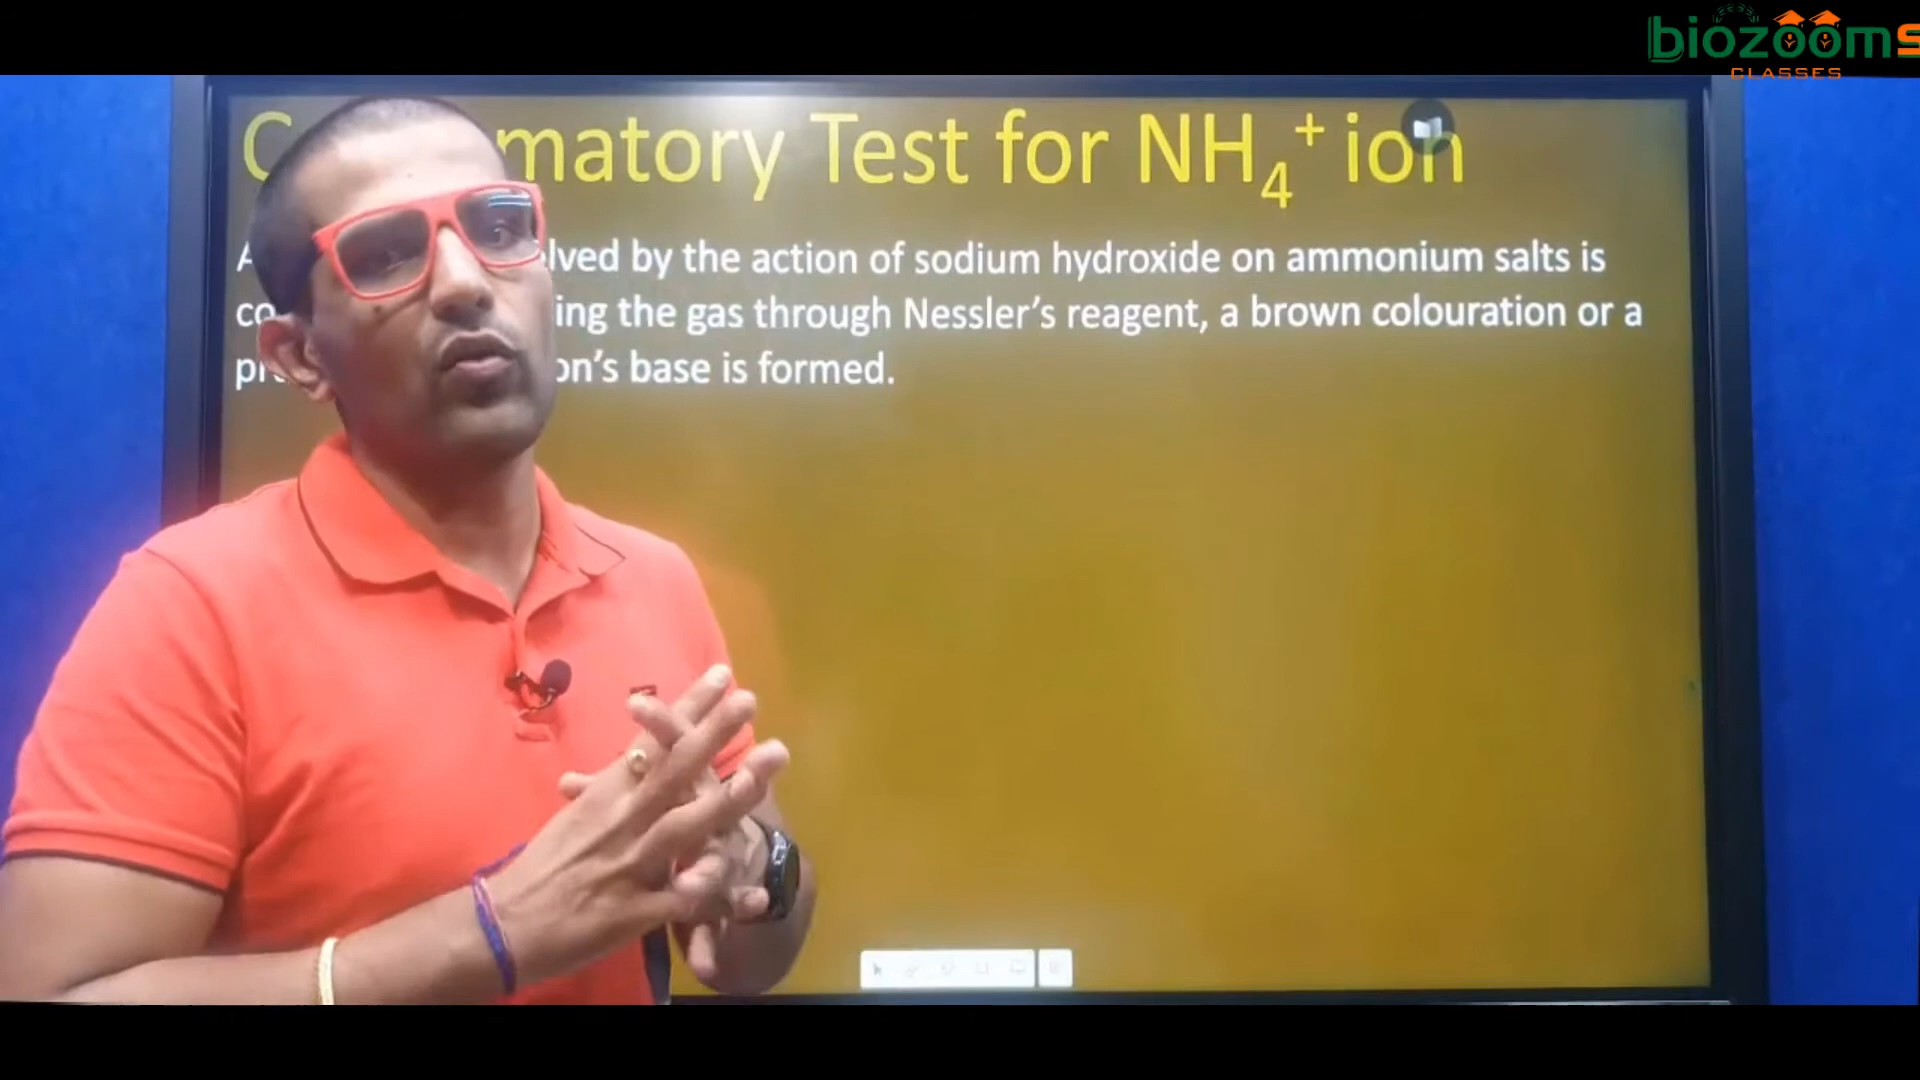 biozooms
CLASSES
matory Test for NH₄⁺ ion
lved by the action of sodium hydroxide on ammonium salts is
ing the gas through Nessler’s reagent, a brown colouration or a
on’s base is formed.